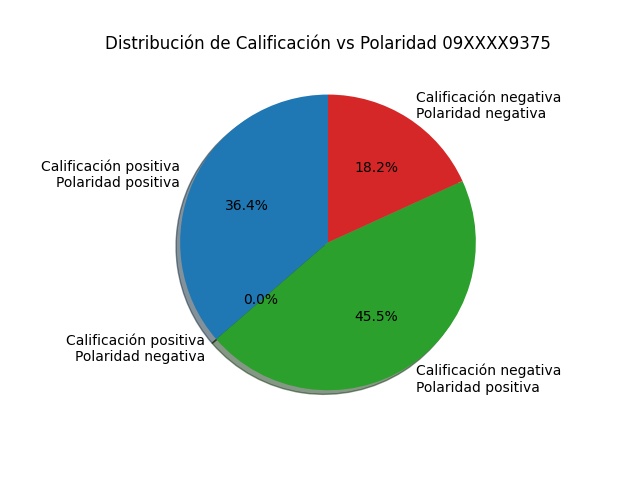 Distribución de Calificación vs Polaridad 09XXXX9375
Calificación negativa
Polaridad negativa
18.2%
Calificación positiva
Polaridad positiva
36.4%
0.0%
45.5%
Calificación positiva
Polaridad negativa
Calificación negativa
Polaridad positiva